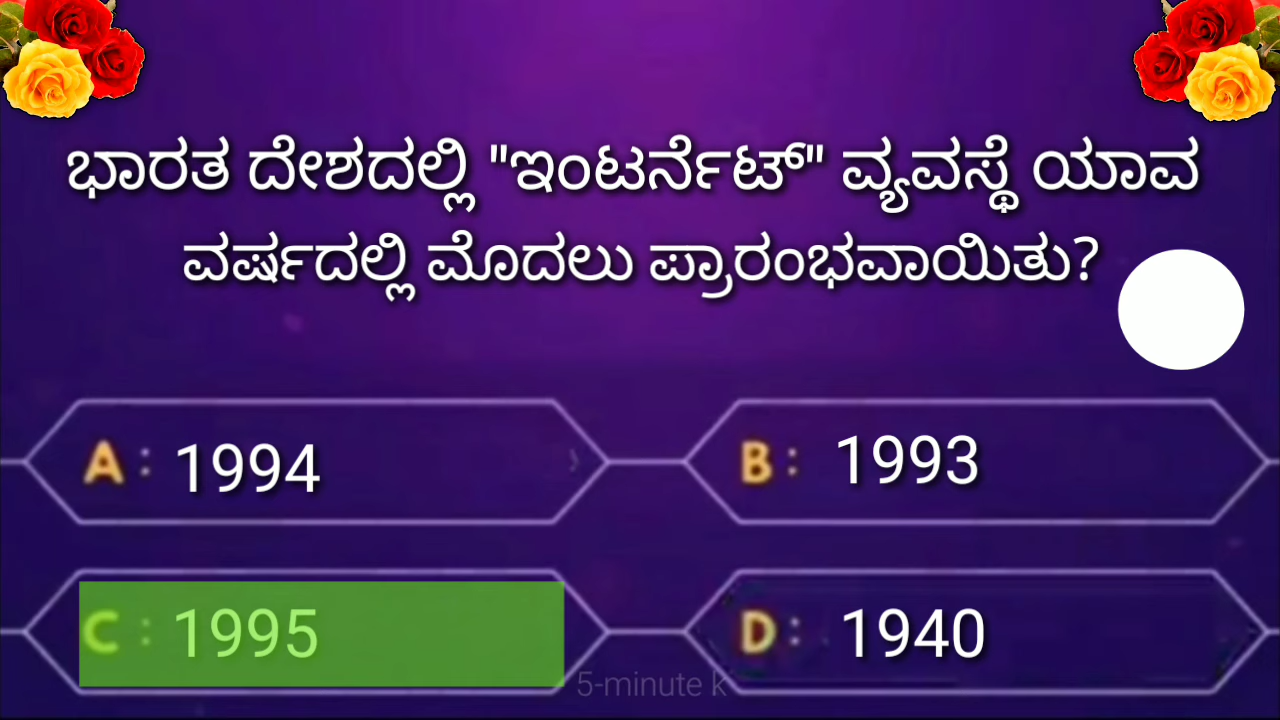 ಭಾರತ ದೇಶದಲ್ಲಿ "ಇಂಟರ್ನೆಟ್" ವ್ಯವಸ್ಥೆ ಯಾವ
ವರ್ಷದಲ್ಲಿ ಮೊದಲು ಪ್ರಾರಂಭವಾಯಿತು?
A : 1994
B : 1993
C : 1995
D : 1940
5-minute k